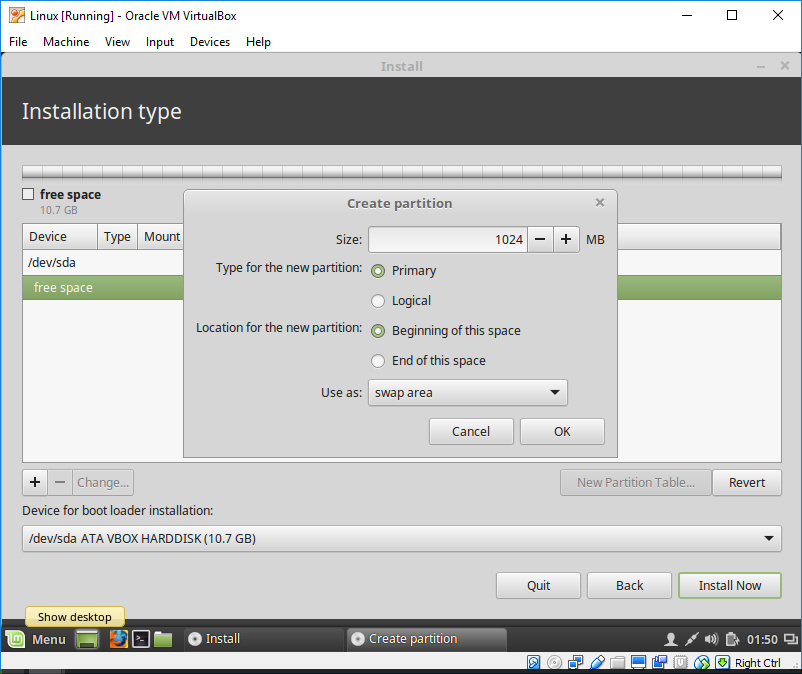 Linux [Running] - Oracle VM VirtualBox
File Machine View Input Devices Help
Install
Installation type
free space
10.7 GB
Create partition
Device Type Mount
Size: 1024 MB
/dev/sda
Type for the new partition: Primary
free space
Logical
Location for the new partition: Beginning of this space
End of this space
Use as: swap area
Cancel OK
+ − Change... New Partition Table... Revert
Device for boot loader installation:
/dev/sda ATA VBOX HARDDISK (10.7 GB)
Quit Back Install Now
Show desktop
Menu Install Create partition 01:50
Right Ctrl